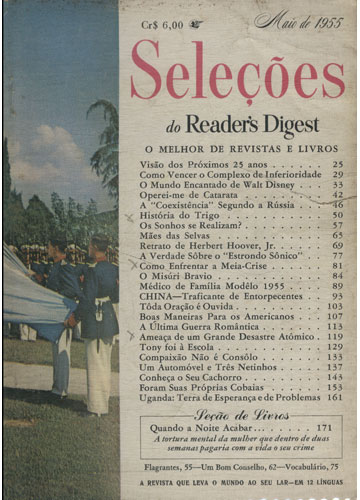 Cr$ 6,00
Maio de 1955
Seleções
do Reader's Digest
O MELHOR DE REVISTAS E LIVROS
Visão dos Próximos 25 anos . . . . . . 25
Como Vencer o Complexo de Inferioridade 29
O Mundo Encantado de Walt Disney . . . 33
Operei-me de Catarata . . . . . . . 42
A "Coexistência" Segundo a Rússia . . . . 46
História do Trigo . . . . . . . . . 50
Os Sonhos se Realizam? . . . . . . . 57
Mães das Selvas . . . . . . . . . 65
Retrato de Herbert Hoover, Jr. . . . . . 69
A Verdade Sôbre o "Estrondo Sônico" . . 77
Como Enfrentar a Meia-Crise . . . . . . 81
O Misúri Bravio . . . . . . . . . 84
Médico de Família Modêlo 1955 . . . . 89
CHINA—Traficante de Entorpecentes . . 93
Tôda Oração é Ouvida . . . . . . . 103
Boas Maneiras Para os Americanos . . . 107
A Última Guerra Romântica . . . . . 113
Ameaça de um Grande Desastre Atómico . 119
Tony foi à Escola . . . . . . . . . 129
Compaixão Não é Consôlo . . . . . . 133
Um Automóvel e Três Netinhos . . . . 137
Conheça o Seu Cachorro . . . . . . . 143
Foram Suas Próprias Cobaias . . . . . 153
Uganda: Terra de Esperança e de Problemas 161
Seção de Livros
Quando a Noite Acabar... . . . . . . 171
A tortura mental da mulher que dentro de duas
semanas pagaria com a vida o seu crime
Flagrantes, 55—Um Bom Conselho, 62—Vocabulário, 75
A REVISTA QUE LEVA O MUNDO AO SEU LAR—EM 12 LÍNGUAS